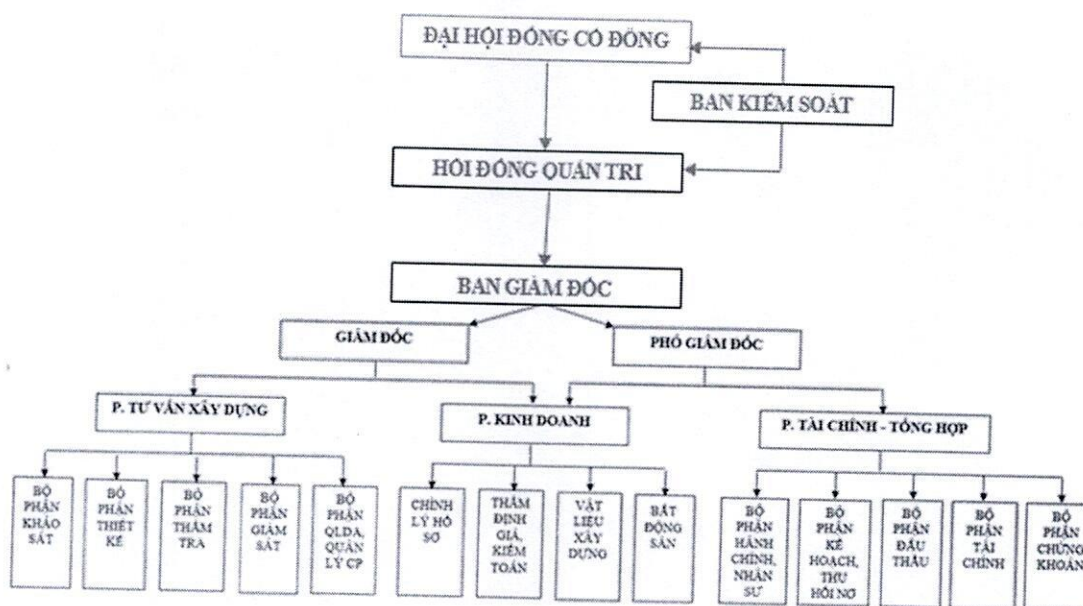 ĐẠI HỘI ĐỒNG CỔ ĐÔNG
BAN KIỂM SOÁT
HỘI ĐỒNG QUẢN TRỊ
BAN GIÁM ĐỐC
GIÁM ĐỐC
PHÓ GIÁM ĐỐC
P. TƯ VẤN XÂY DỰNG
P. KINH DOANH
P. TÀI CHÍNH - TỔNG HỢP
BỘ
PHẬN
KHẢO
SÁT
BỘ
PHẬN
THIẾT
KẾ
BỘ
PHẬN
THẨM
TRA
BỘ
PHẬN
GIÁM
SÁT
BỘ
PHẬN
QLDA,
QUẢN
LÝ CP
CHỈNH
LÝ HỒ
SƠ
THẨM
ĐỊNH
GIÁ,
KIỂM
TOÁN
VẬT
LIỆU
XÂY
DỰNG
BẤT
ĐỘNG
SẢN
BỘ
PHẬN
HÀNH
CHÍNH,
NHÂN
SỰ
BỘ
PHẬN
KẾ
HOẠCH,
THU
HỒI NỢ
BỘ
PHẬN
ĐẤU
THẦU
BỘ
PHẬN
TÀI
CHÍNH
BỘ
PHẬN
CHỨNG
KHOÁN